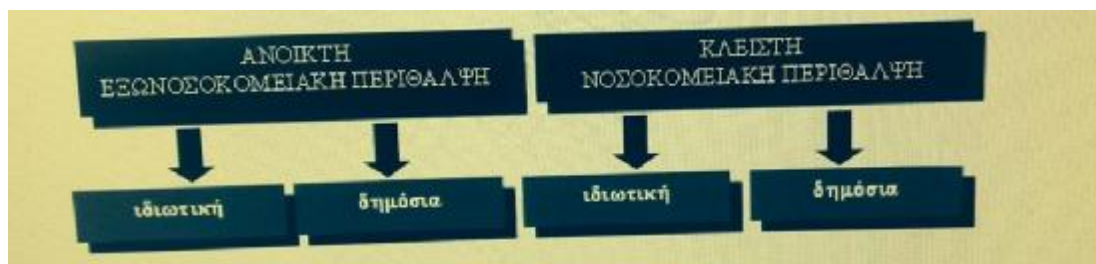 ΑΝΟΙΚΤΗ
ΕΞΩΝΟΣΟΚΟΜΕΙΑΚΗ ΠΕΡΙΘΑΛΨΗ
ΚΛΕΙΣΤΗ
ΝΟΣΟΚΟΜΕΙΑΚΗ ΠΕΡΙΘΑΛΨΗ
ιδιωτική
δημόσια
ιδιωτική
δημόσια